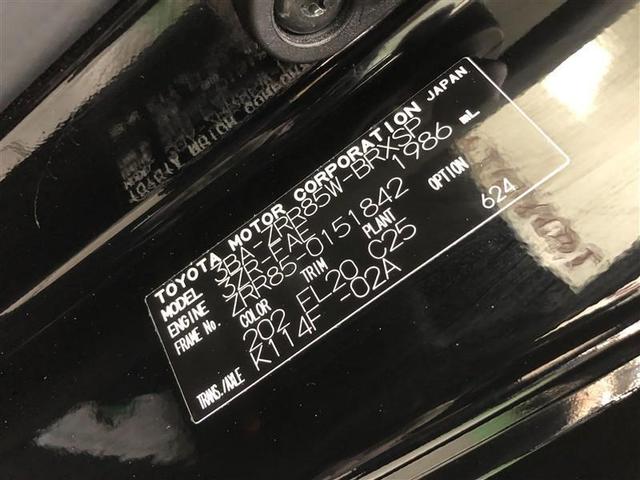 TOYOTA MOTOR CORPORATION JAPAN
MODEL 3BA-ZRR85W-BRXSP
ENGINE 3ZR-FAE 1986 mL
FRAME No. ZRR85-0151842
COLOR TRIM PLANT OPTION
202 FL20 C25 624
TRANS./AXLE K114F -02A